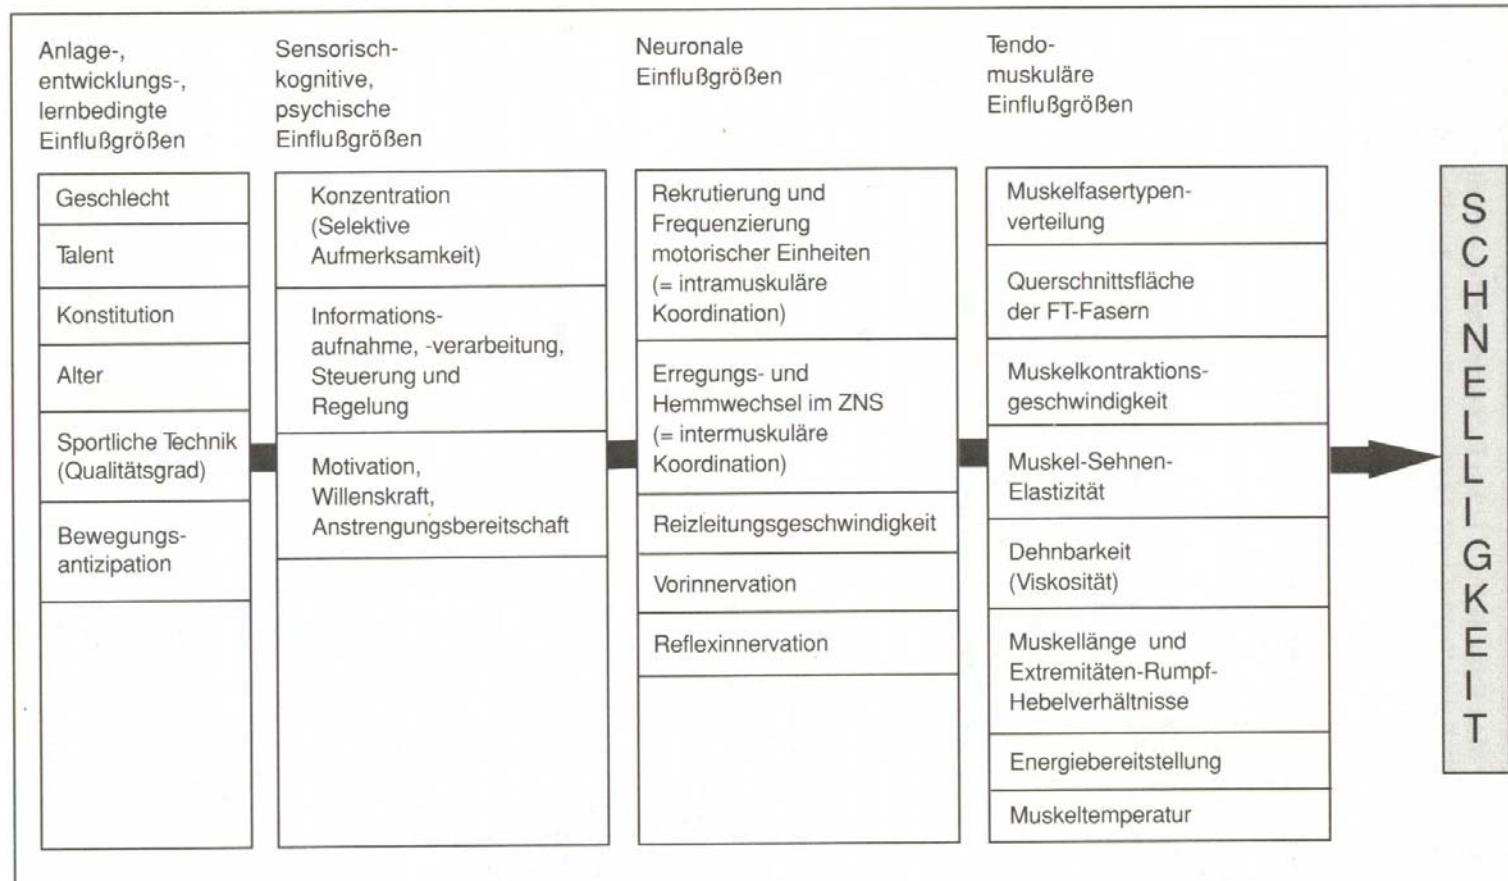 Anlage-,
entwicklungs-,
lernbedingte
Einflußgrößen
Geschlecht
Talent
Konstitution
Alter
Sportliche Technik
(Qualitätsgrad)
Bewegungs-
antizipation
Sensorisch-
kognitive,
psychische
Einflußgrößen
Konzentration
(Selektive
Aufmerksamkeit)
Informations-
aufnahme, -verarbeitung,
Steuerung und
Regelung
Motivation,
Willenskraft,
Anstrengungsbereitschaft
Neuronale
Einflußgrößen
Rekrutierung und
Frequenzierung
motorischer Einheiten
(= intramuskuläre
Koordination)
Erregungs- und
Hemmwechsel im ZNS
(= intermuskuläre
Koordination)
Reizleitungsgeschwindigkeit
Vorinnervation
Reflexinnervation
Tendo-
muskuläre
Einflußgrößen
Muskelfasertypen-
verteilung
Querschnittsfläche
der FT-Fasern
Muskelkontraktions-
geschwindigkeit
Muskel-Sehnen-
Elastizität
Dehnbarkeit
(Viskosität)
Muskellänge und
Extremitäten-Rumpf-
Hebelverhältnisse
Energiebereitstellung
Muskeltemperatur
SCHNELLIGKEIT